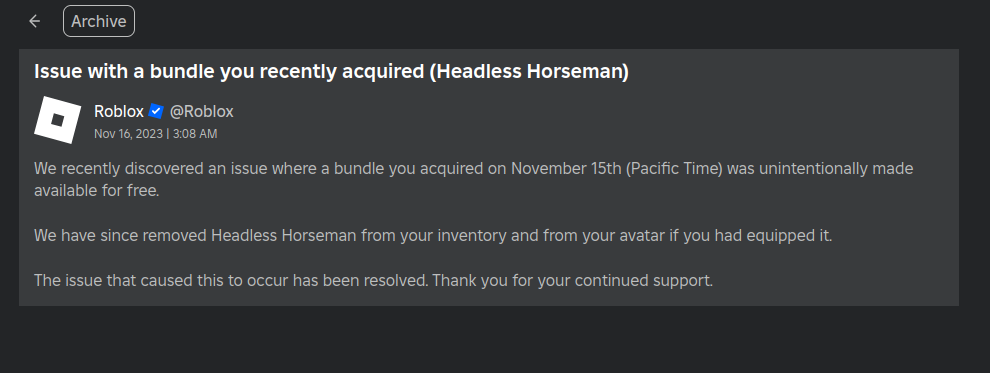 Archive
Issue with a bundle you recently acquired (Headless Horseman)
Roblox @Roblox
Nov 16, 2023 | 3:08 AM
We recently discovered an issue where a bundle you acquired on November 15th (Pacific Time) was unintentionally made
available for free.
We have since removed Headless Horseman from your inventory and from your avatar if you had equipped it.
The issue that caused this to occur has been resolved. Thank you for your continued support.